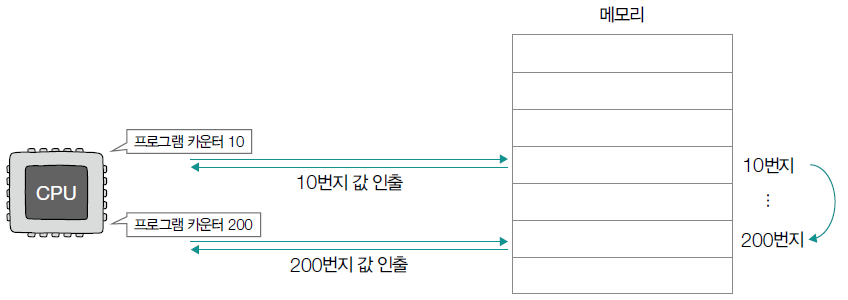 메모리
프로그램 카운터 10
10번지 값 인출
10번지
CPU
⋮
프로그램 카운터 200
200번지
200번지 값 인출